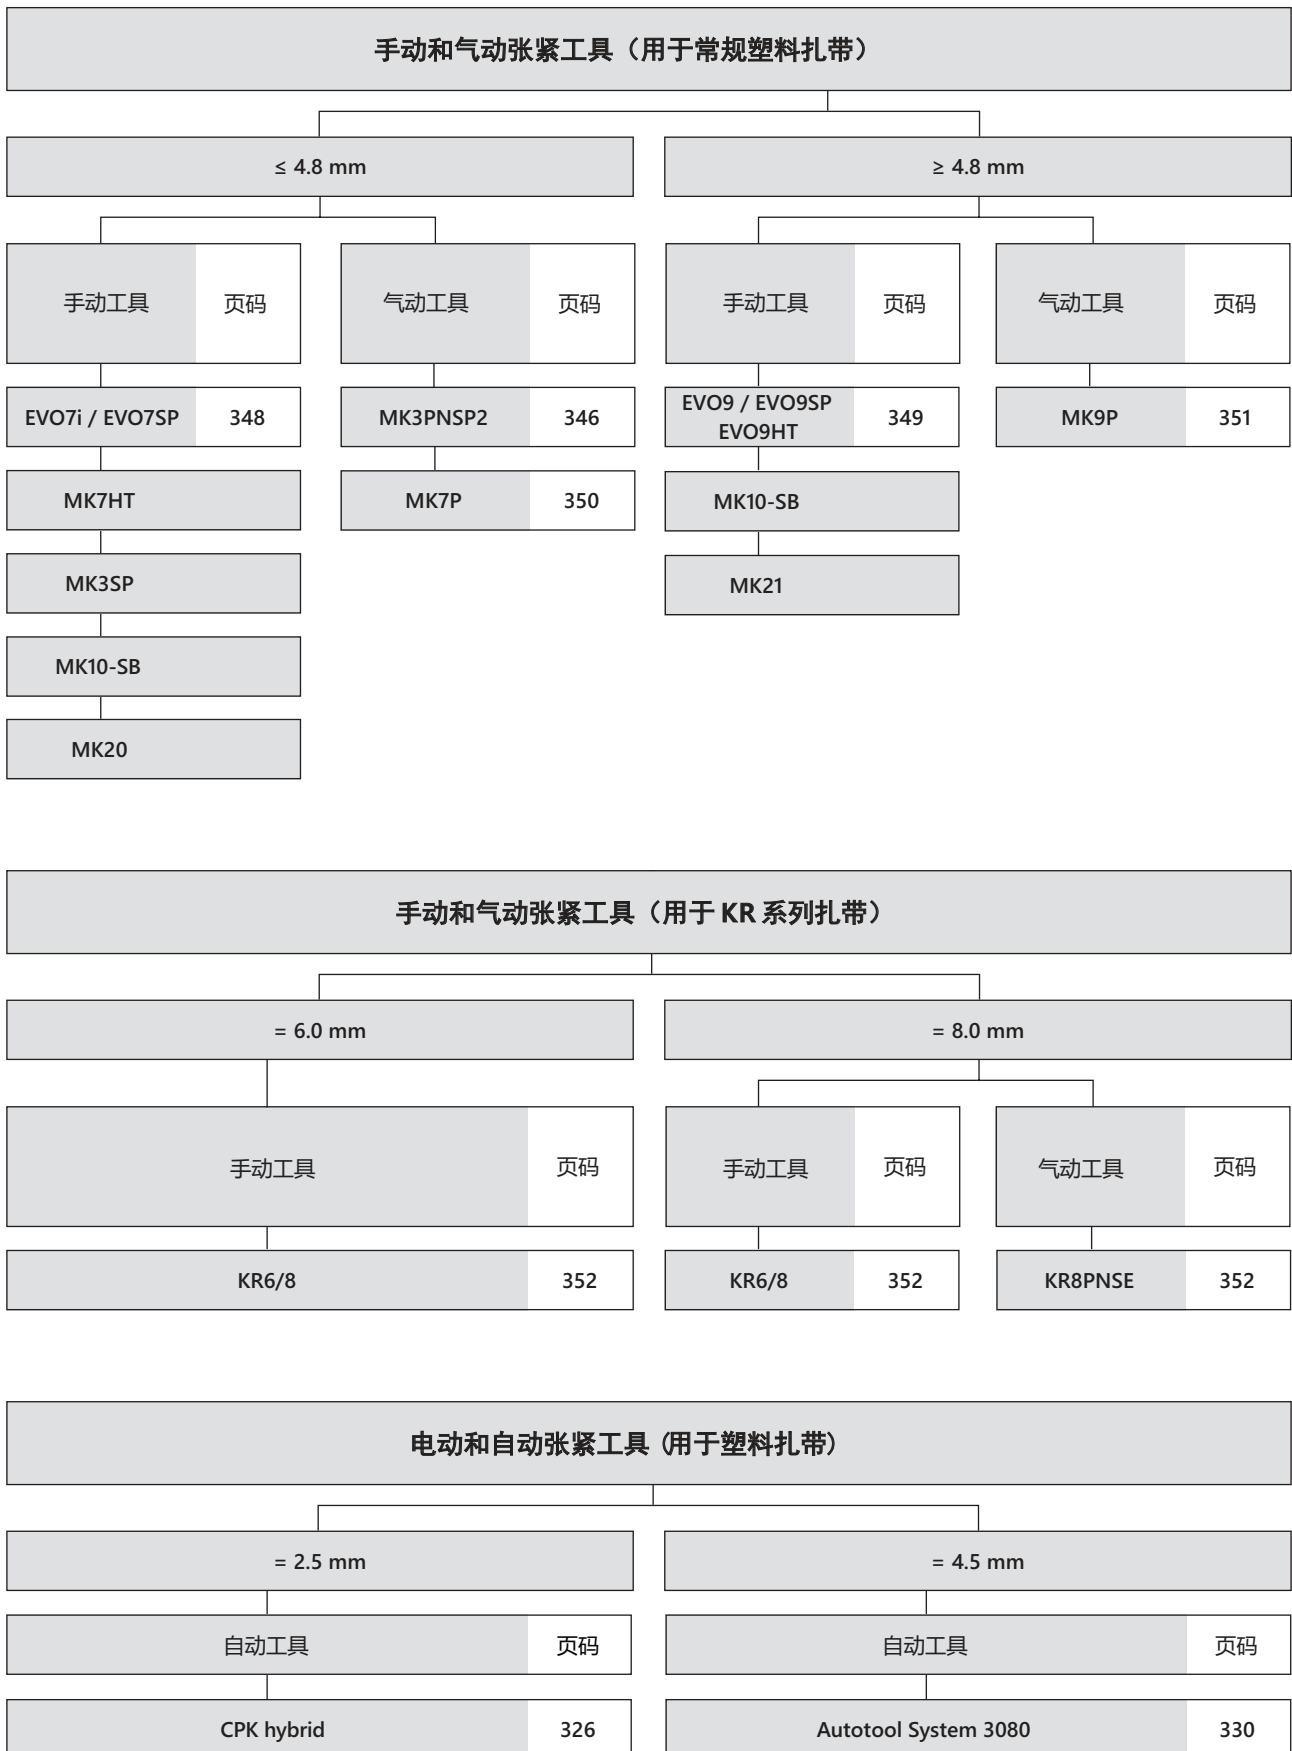 手动和气动张紧工具（用于常规塑料扎带）
≤ 4.8 mm
≥ 4.8 mm
手动工具 页码
气动工具 页码
手动工具 页码
气动工具 页码
EVO7i / EVO7SP 348
MK3PNSP2 346
EVO9 / EVO9SP
EVO9HT
349
MK9P 351
MK7HT
MK7P 350
MK10-SB
MK3SP
MK21
MK10-SB
MK20
手动和气动张紧工具（用于 KR 系列扎带）
= 6.0 mm
= 8.0 mm
手动工具 页码
手动工具 页码
气动工具 页码
KR6/8 352
KR6/8 352
KR8PNSE 352
电动和自动张紧工具 (用于塑料扎带)
= 2.5 mm
= 4.5 mm
自动工具 页码
自动工具 页码
CPK hybrid 326
Autotool System 3080 330